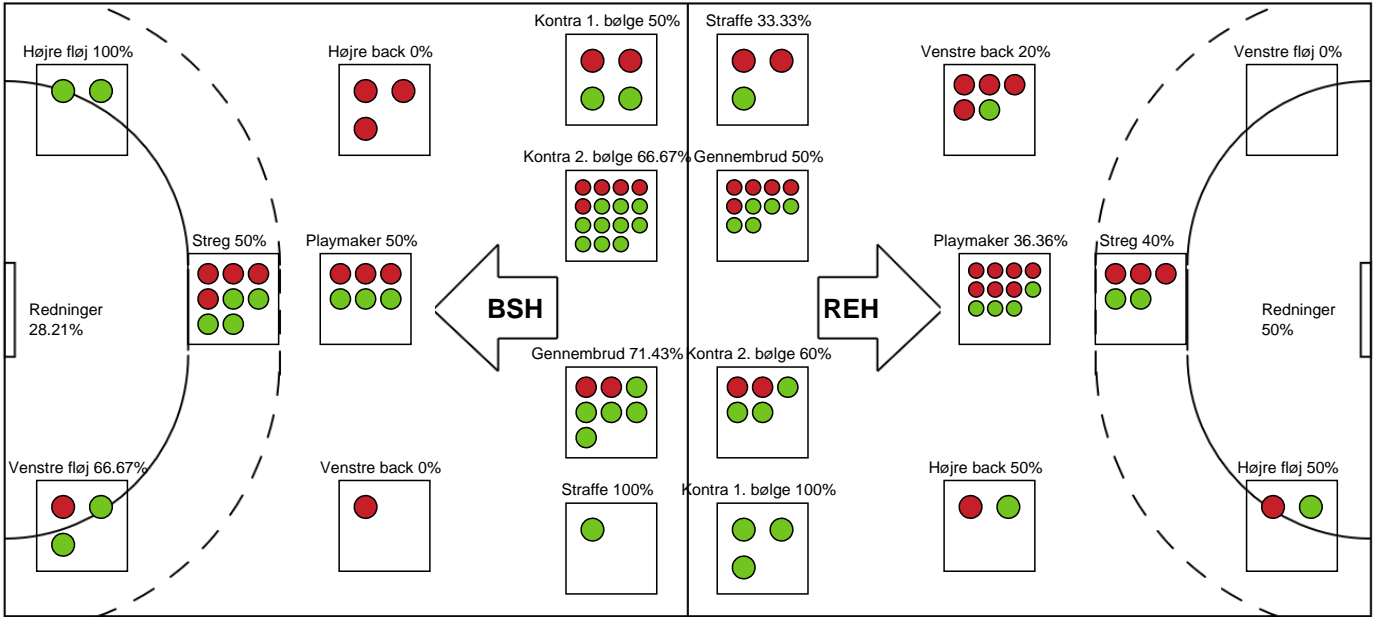 Kontra 1. bølge 50%
Straffe 33.33%
Højre fløj 100%
Højre back 0%
Venstre back 20%
Venstre fløj 0%
Kontra 2. bølge 66.67%
Gennembrud 50%
Streg 50%
Playmaker 50%
Playmaker 36.36%
Streg 40%
Redninger
28.21%
BSH
REH
Redninger
50%
Gennembrud 71.43%
Kontra 2. bølge 60%
Venstre fløj 66.67%
Venstre back 0%
Straffe 100%
Kontra 1. bølge 100%
Højre back 50%
Højre fløj 50%